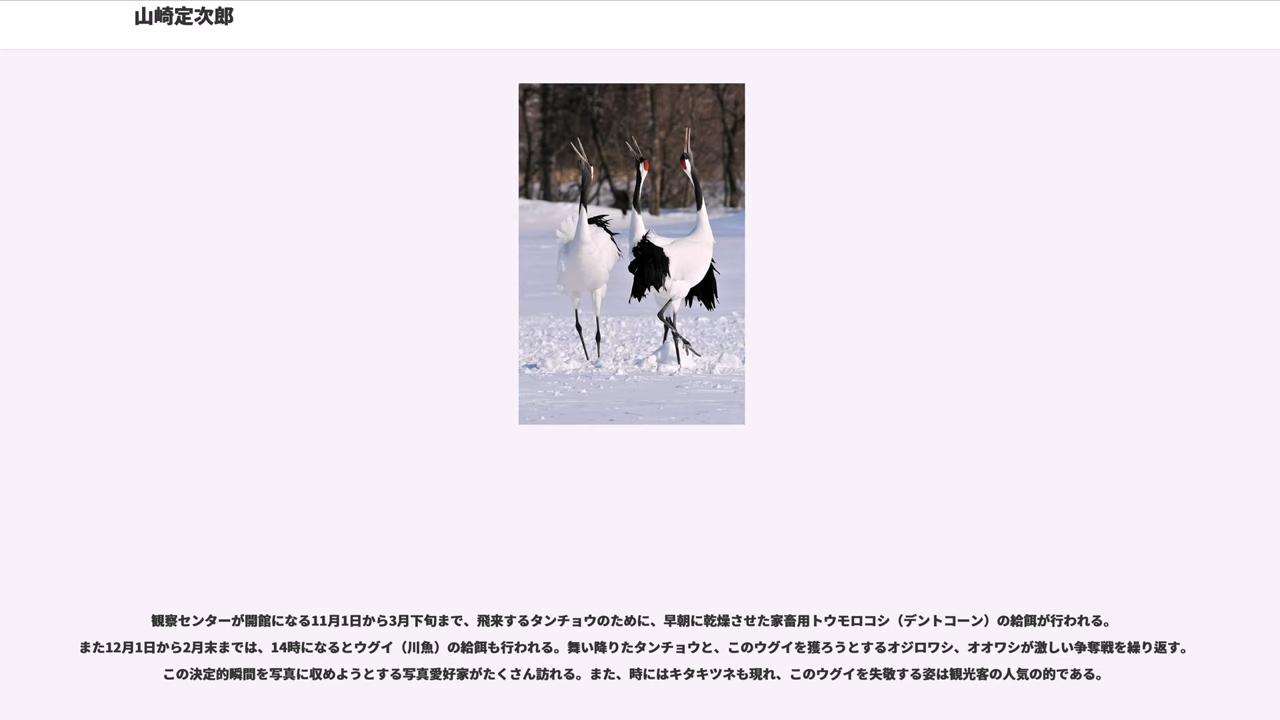 山崎定次郎
観察センターが開館になる11月1日から3月下旬まで、飛来するタンチョウのために、早朝に乾燥させた家畜用トウモロコシ（デントコーン）の給餌が行われる。
また12月1日から2月末までは、14時になるとウグイ（川魚）の給餌も行われる。舞い降りたタンチョウと、このウグイを獲ろうとするオジロワシ、オオワシが激しい争奪戦を繰り返す。
この決定的瞬間を写真に収めようとする写真愛好家がたくさん訪れる。また、時にはキタキツネも現れ、このウグイを失敬する姿は観光客の人気の的である。